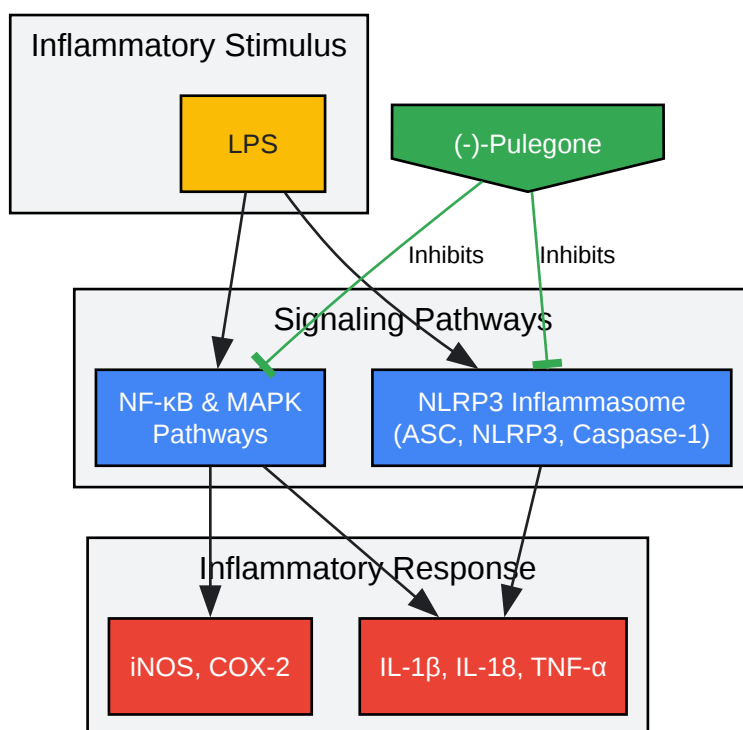 Inflammatory Stimulus
LPS
(-)-Pulegone
Inhibits
Inhibits
Signaling Pathways
NF-κB & MAPK
Pathways
NLRP3 Inflammasome
(ASC, NLRP3, Caspase-1)
Inflammatory Response
iNOS, COX-2
IL-1β, IL-18, TNF-α